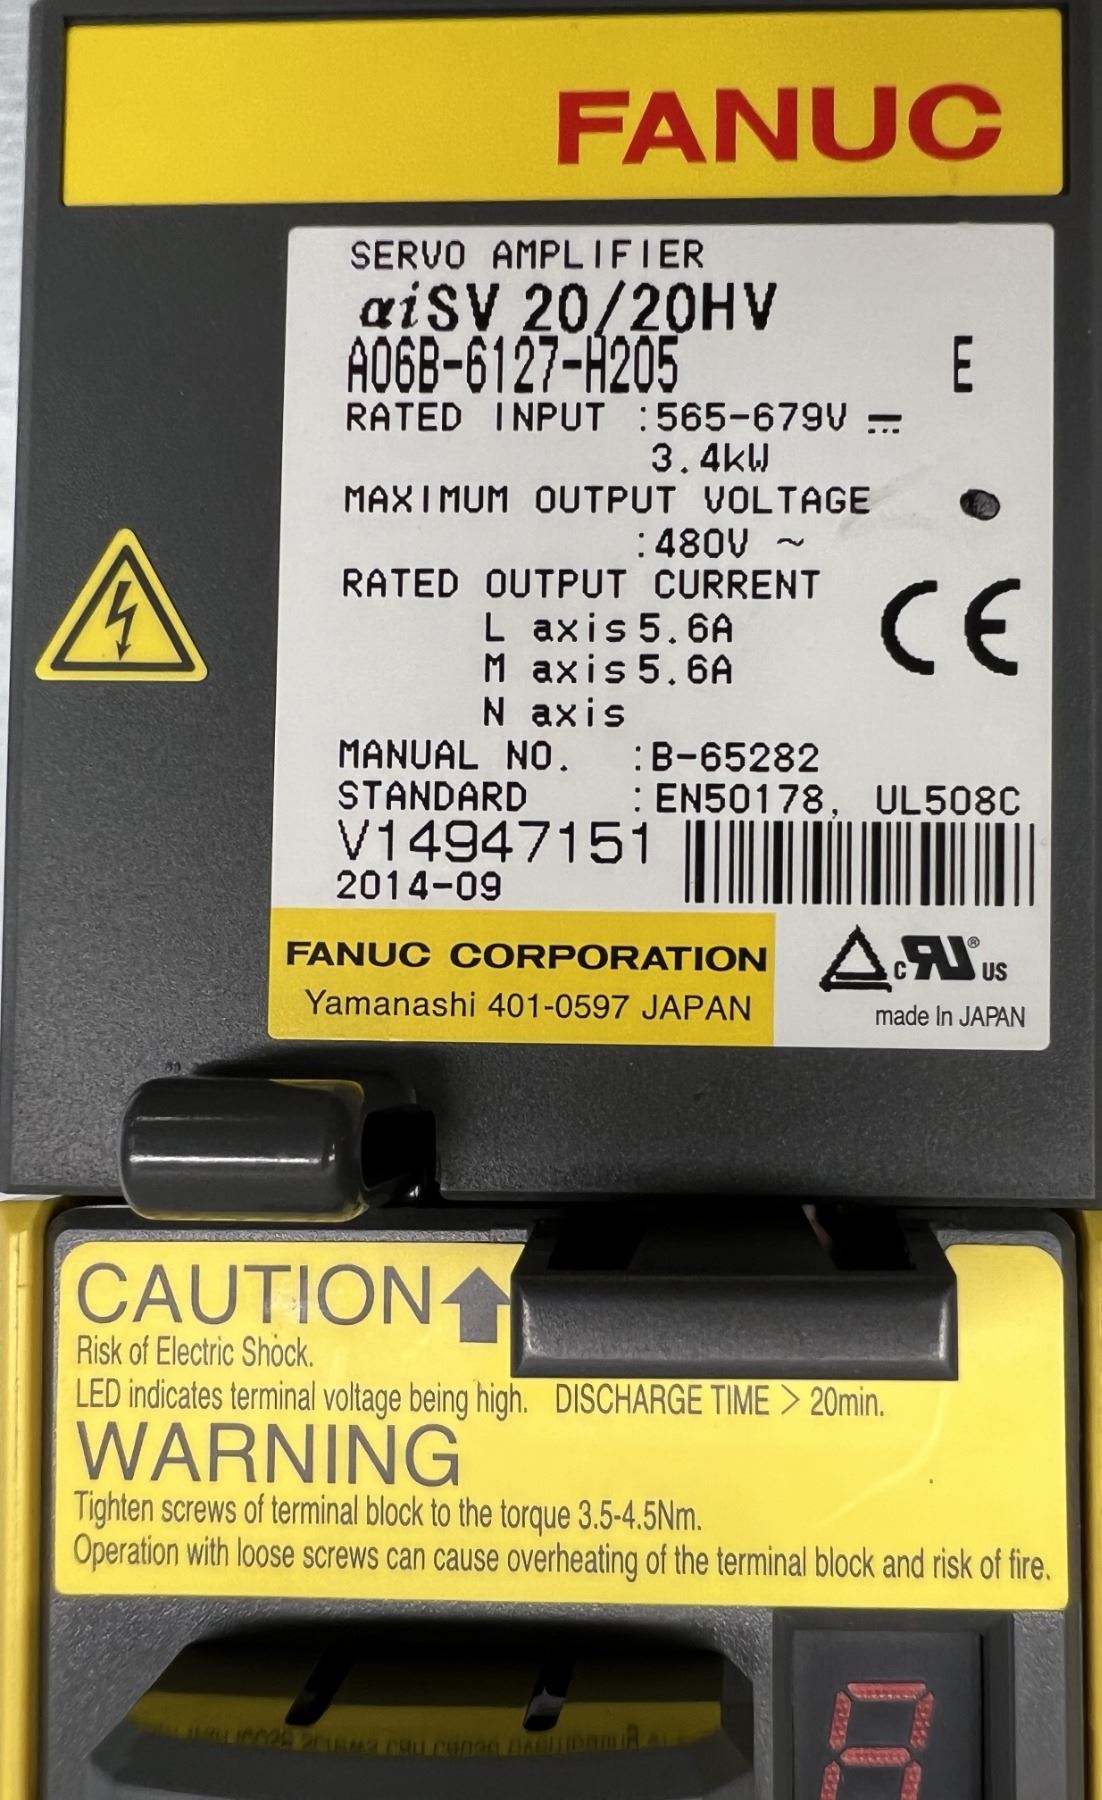 FANUC
SERVO AMPLIFIER
αiSV 20/20HV
A06B-6127-H205 E
RATED INPUT :565-679V ⎓
3.4kW
MAXIMUM OUTPUT VOLTAGE
:480V ~
RATED OUTPUT CURRENT
L axis 5.6A
M axis 5.6A
N axis
MANUAL NO. :B-65282
STANDARD :EN50178, UL508C
V14947151
2014-09
CE
FANUC CORPORATION
Yamanashi 401-0597 JAPAN
c RU ® US
made In JAPAN
CAUTION
Risk of Electric Shock.
LED indicates terminal voltage being high. DISCHARGE TIME > 20min.
WARNING
Tighten screws of terminal block to the torque 3.5-4.5Nm.
Operation with loose screws can cause overheating of the terminal block and risk of fire.